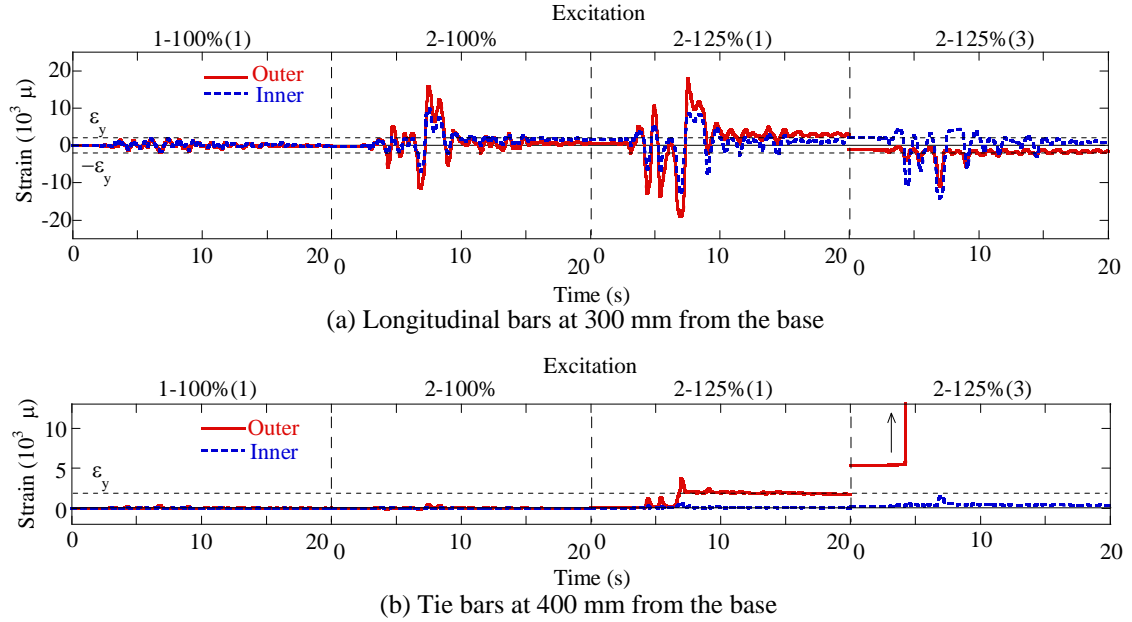 Excitation
1-100%(1) 2-100% 2-125%(1) 2-125%(3)
Strain (10³ μ)
20
10
0
-10
-20
εy
−εy
Outer
Inner
0 10 20 0 10 20 0 10 20 0 10 20
Time (s)
(a) Longitudinal bars at 300 mm from the base
Excitation
1-100%(1) 2-100% 2-125%(1) 2-125%(3)
Strain (10³ μ)
10
5
0
εy
Outer
Inner
0 10 20 0 10 20 0 10 20 0 10 20
Time (s)
(b) Tie bars at 400 mm from the base